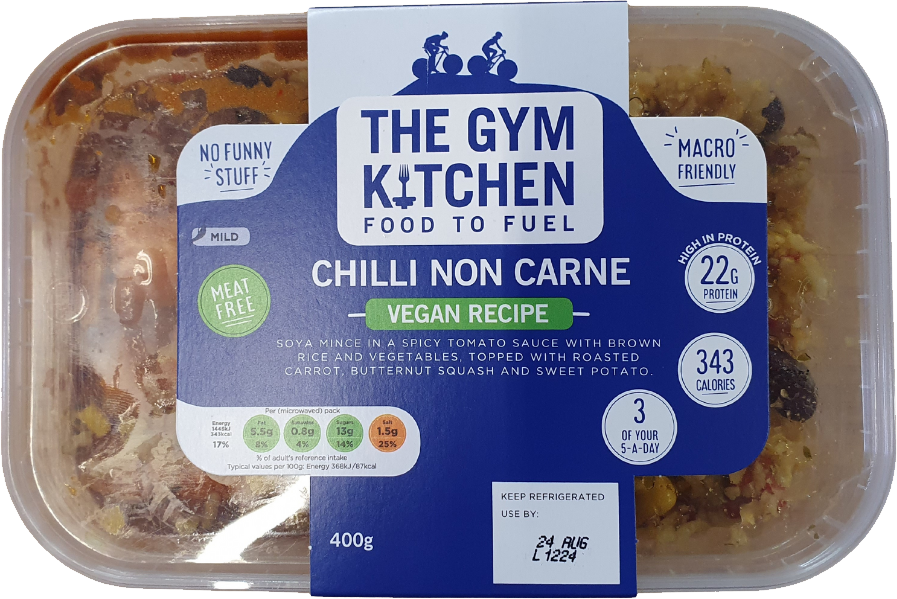 THE GYM
KITCHEN
FOOD TO FUEL
NO FUNNY
STUFF
MACRO
FRIENDLY
MILD
MEAT
FREE
CHILLI NON CARNE
VEGAN RECIPE
SOYA MINCE IN A SPICY TOMATO SAUCE WITH BROWN
RICE AND VEGETABLES, TOPPED WITH ROASTED
CARROT, BUTTERNUT SQUASH AND SWEET POTATO.
HIGH IN PROTEIN
22G
PROTEIN
343
CALORIES
3
OF YOUR
5-A-DAY
Per (microwaved) pack
Energy
343kcal
17%
Fat
5.5g
8%
Saturates
0.8g
4%
Sugars
13g
14%
Salt
1.5g
25%
% of adult's reference intake
Typical values per 100g: Energy 368kJ/87kcal
400g
KEEP REFRIGERATED
USE BY:
24 AUG
L1224